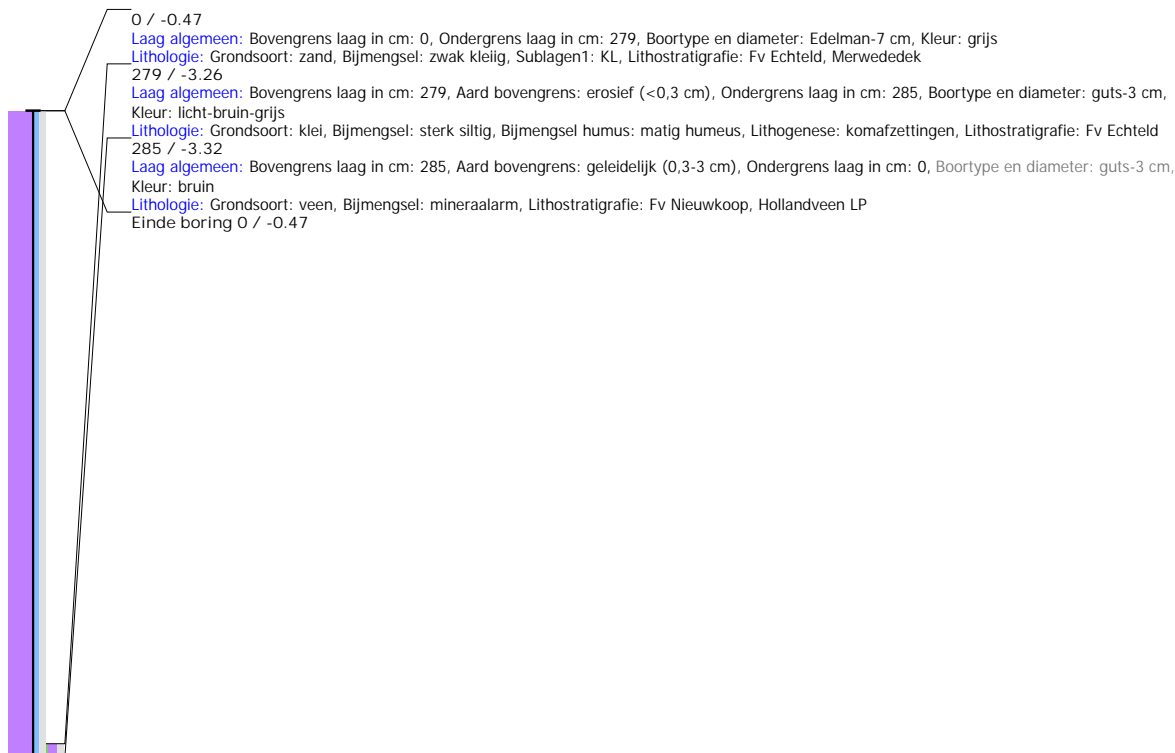 0 / -0.47
Laag algemeen: Bovengrens laag in cm: 0, Ondergrens laag in cm: 279, Boortype en diameter: Edelman-7 cm, Kleur: grijs
Lithologie: Grondsoort: zand, Bijmengsel: zwak kleiig, Sublagen1: KL, Lithostratigrafie: Fv Echteld, Merwededek
279 / -3.26
Laag algemeen: Bovengrens laag in cm: 279, Aard bovengrens: erosief (<0,3 cm), Ondergrens laag in cm: 285, Boortype en diameter: guts-3 cm,
Kleur: licht-bruin-grijs
Lithologie: Grondsoort: klei, Bijmengsel: sterk siltig, Bijmengsel humus: matig humeus, Lithogenese: komafzettingen, Lithostratigrafie: Fv Echteld
285 / -3.32
Laag algemeen: Bovengrens laag in cm: 285, Aard bovengrens: geleidelijk (0,3-3 cm), Ondergrens laag in cm: 0, Boortype en diameter: guts-3 cm,
Kleur: bruin
Lithologie: Grondsoort: veen, Bijmengsel: mineraalarm, Lithostratigrafie: Fv Nieuwkoop, Hollandveen LP
Einde boring 0 / -0.47